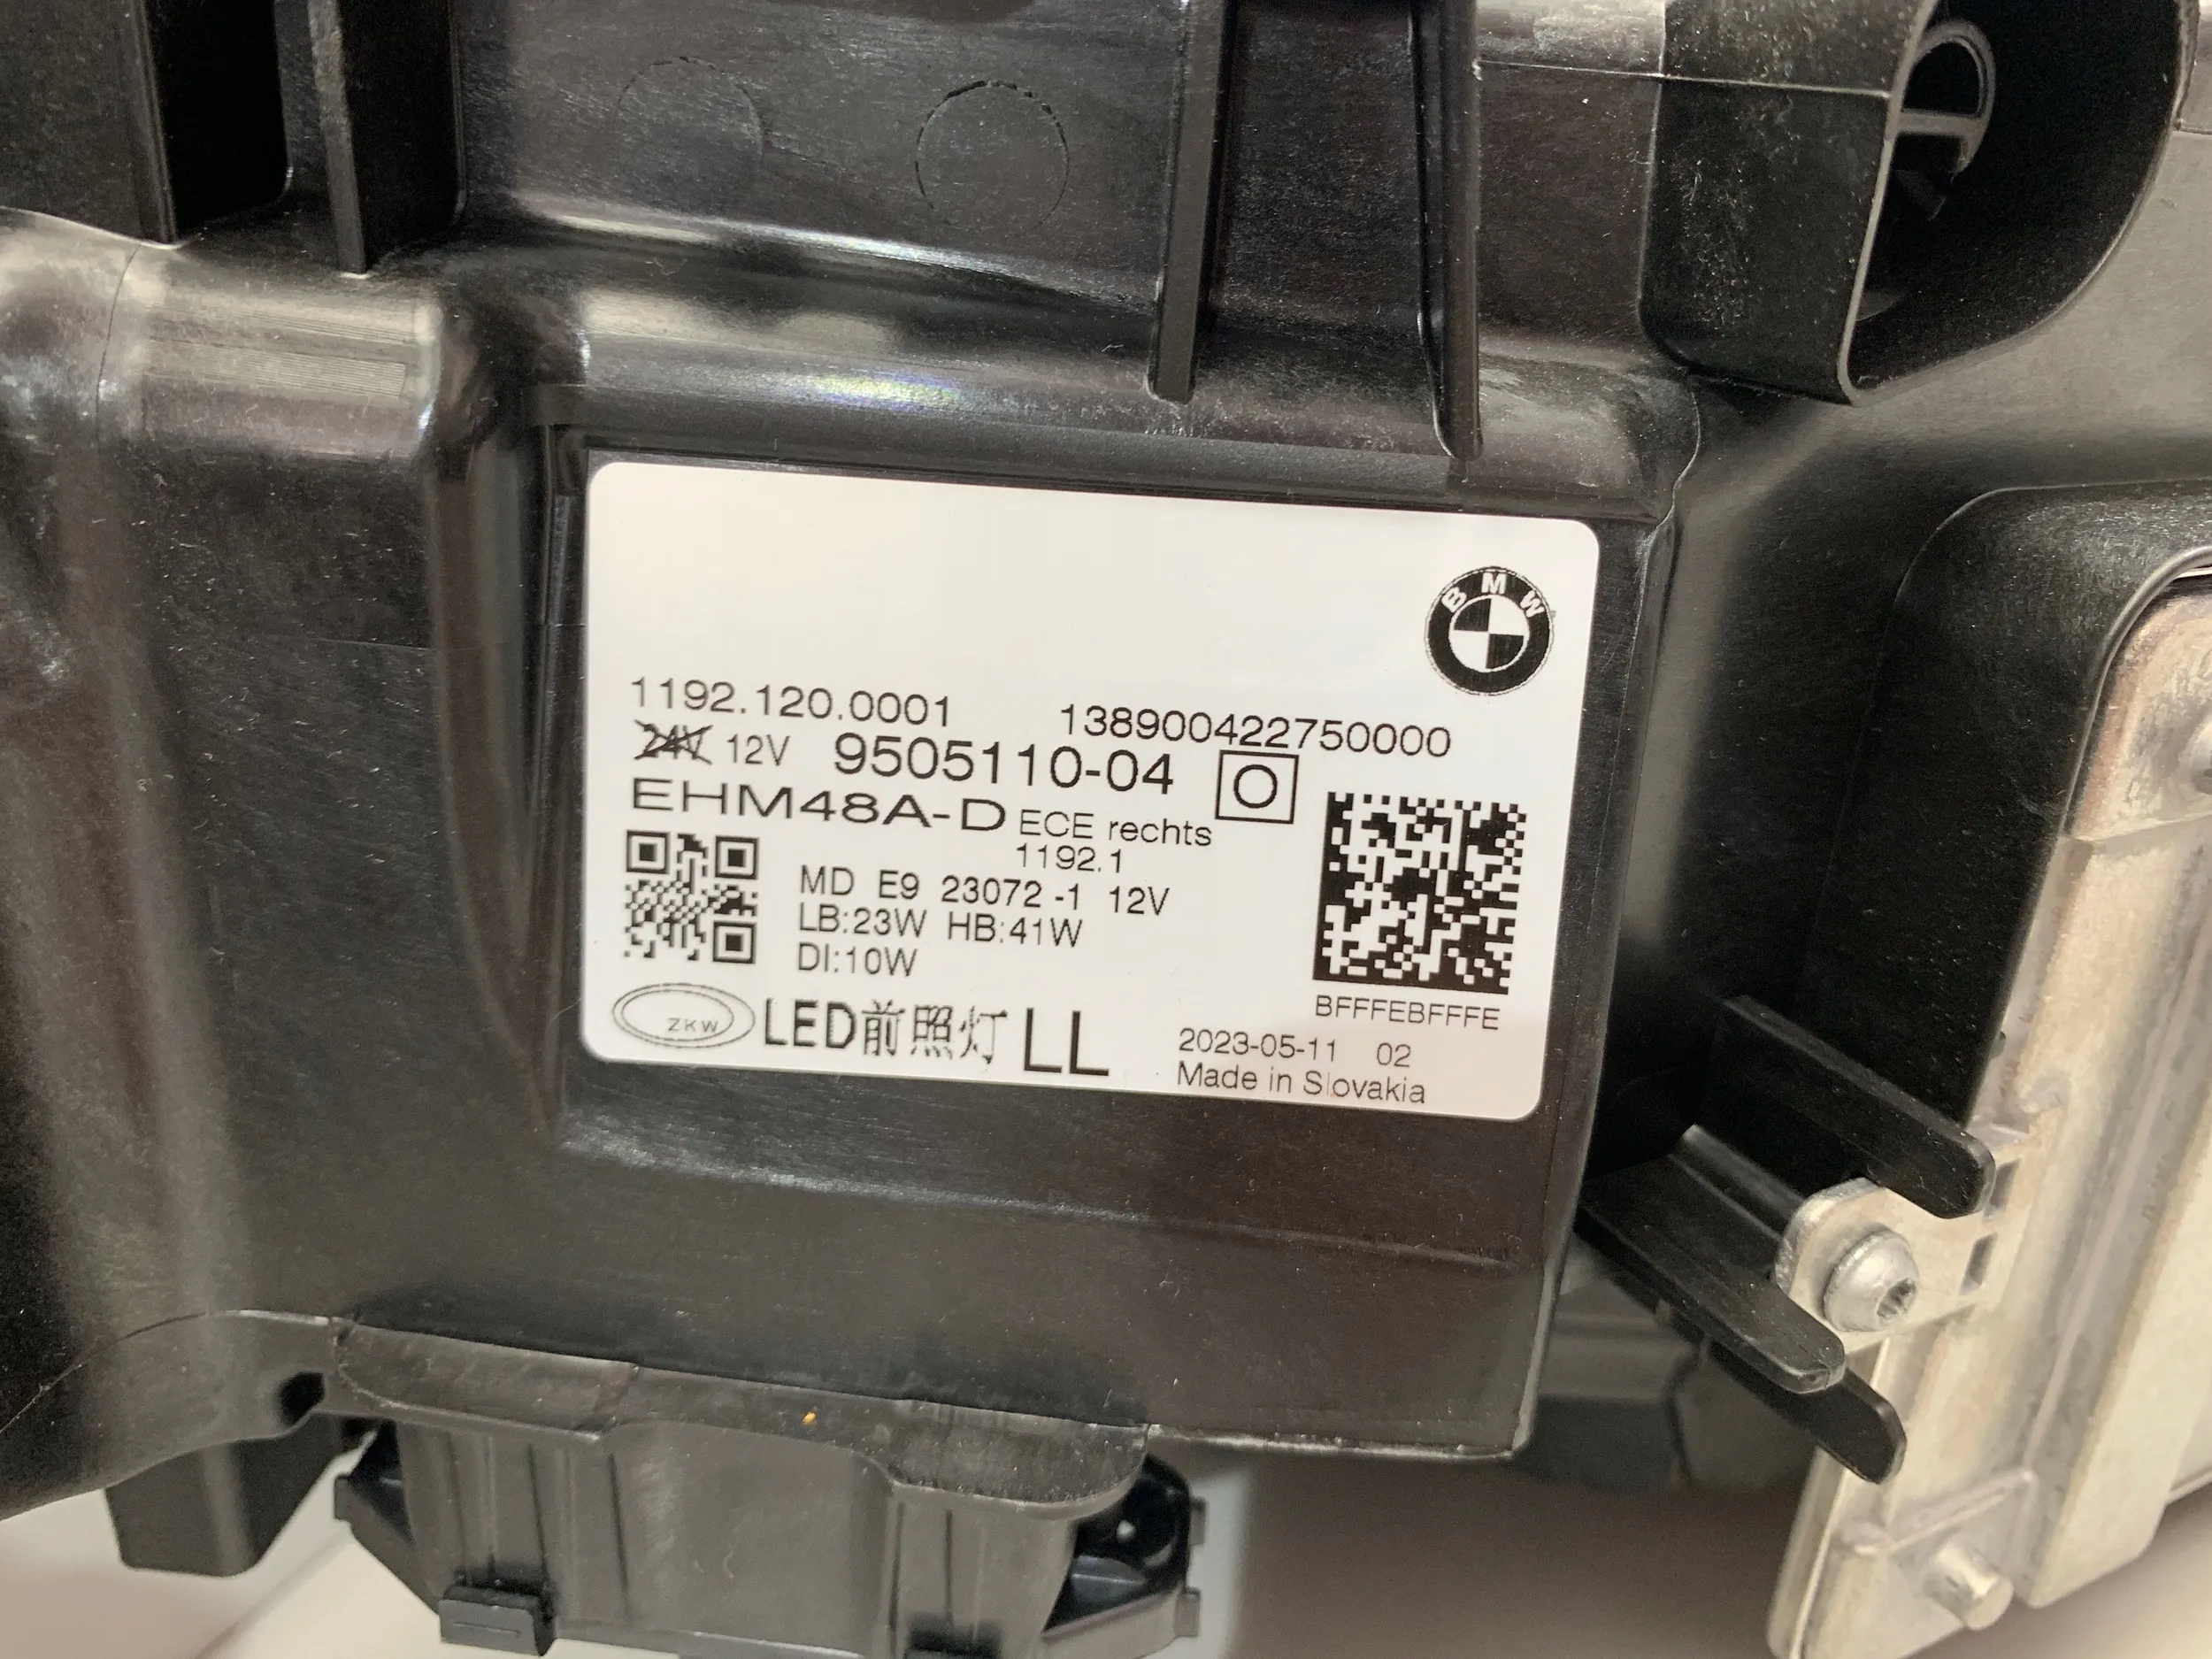 BMW
1192.120.0001 138900422750000
24V 12V 9505110-04 O
EHM48A-D ECE rechts
1192.1
MD E9 23072 -1 12V
LB:23W HB:41W
DI:10W
BFFFEBFFFE
ZKW LED前照灯 LL
2023-05-11 02
Made in Slovakia